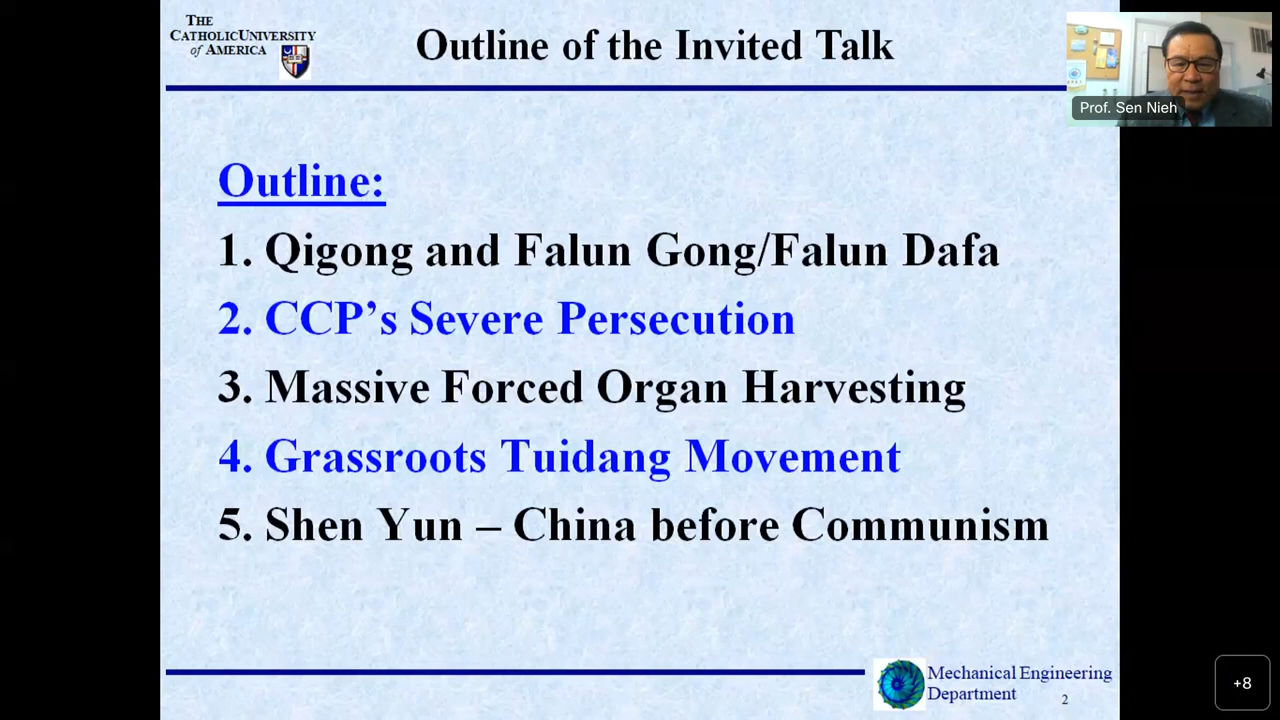 THE
CATHOLIC UNIVERSITY
of AMERICA
Outline of the Invited Talk
Prof. Sen Nieh
Outline:
1. Qigong and Falun Gong/Falun Dafa
2. CCP’s Severe Persecution
3. Massive Forced Organ Harvesting
4. Grassroots Tuidang Movement
5. Shen Yun – China before Communism
Mechanical Engineering
Department
2
+8